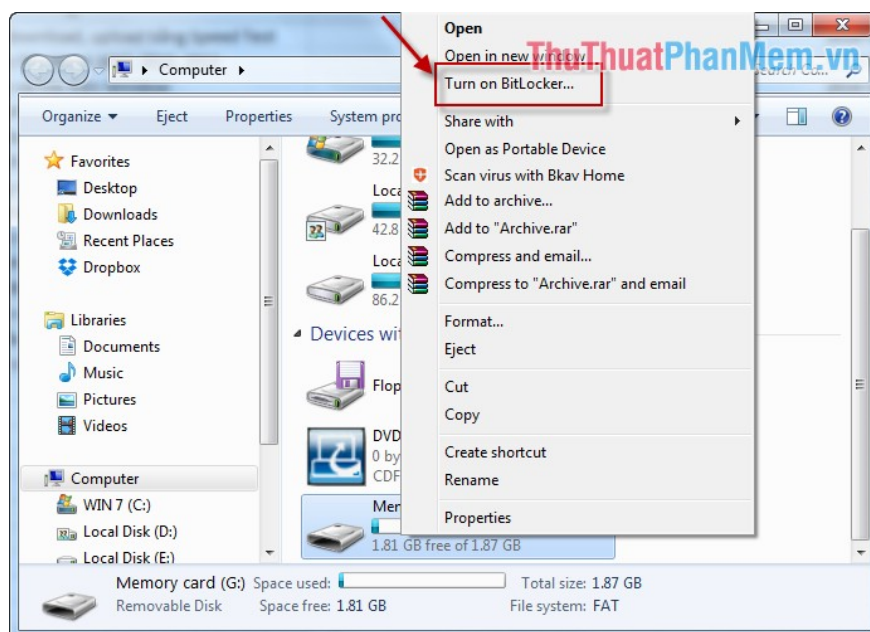 Computer
Search Co...
ThuThuatPhanMem.vn
Organize
Eject
Properties
System pro
Favorites
Desktop
Downloads
Recent Places
Dropbox
Libraries
Documents
Music
Pictures
Videos
Computer
WIN 7 (C:)
Local Disk (D:)
Local Disk (E:)
32.2
Loca
42.8
Loca
86.2
Devices wit
Flop
DVD
0 by
CDF
Mer
1.81 GB free of 1.87 GB
Open
Open in new window
Turn on BitLocker...
Share with
Open as Portable Device
Scan virus with Bkav Home
Add to archive...
Add to "Archive.rar"
Compress and email...
Compress to "Archive.rar" and email
Format...
Eject
Cut
Copy
Create shortcut
Rename
Properties
Memory card (G:) Space used: Total size: 1.87 GB
Removable Disk Space free: 1.81 GB File system: FAT